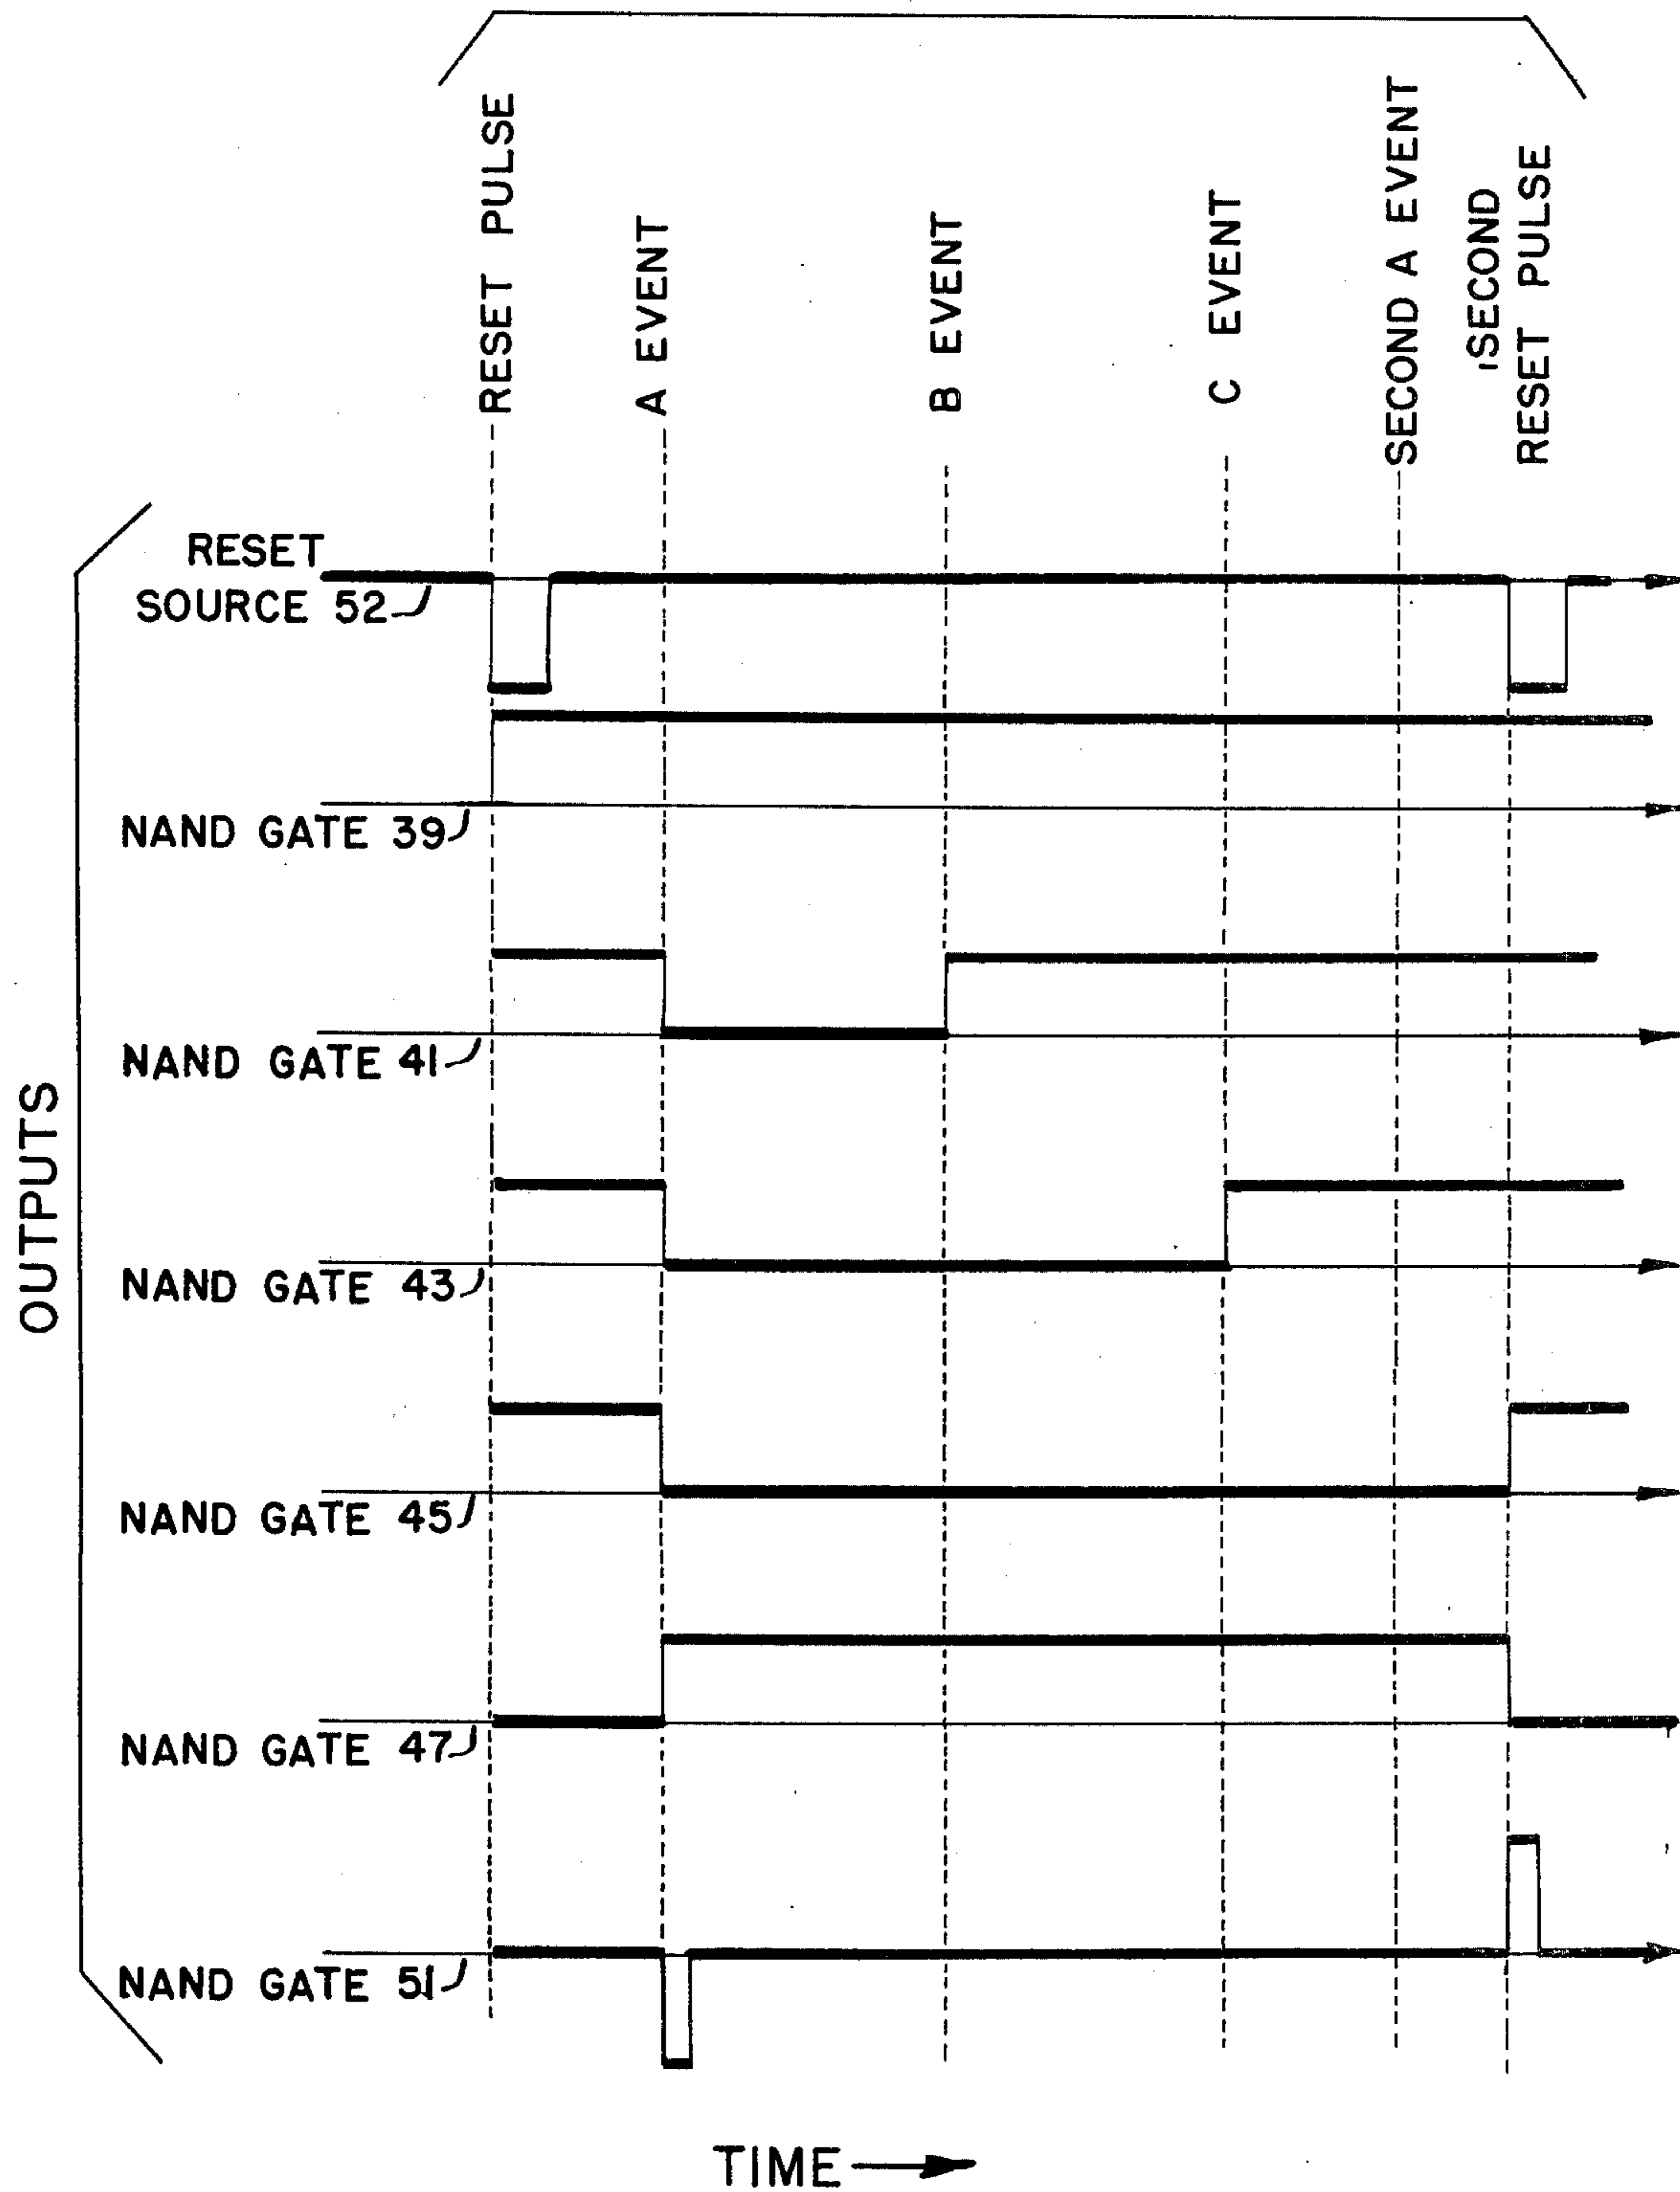 RESET PULSE
A EVENT
B EVENT
C EVENT
SECOND A EVENT
SECOND
RESET PULSE
OUTPUTS
RESET
SOURCE 52
NAND GATE 39
NAND GATE 41
NAND GATE 43
NAND GATE 45
NAND GATE 47
NAND GATE 51
TIME